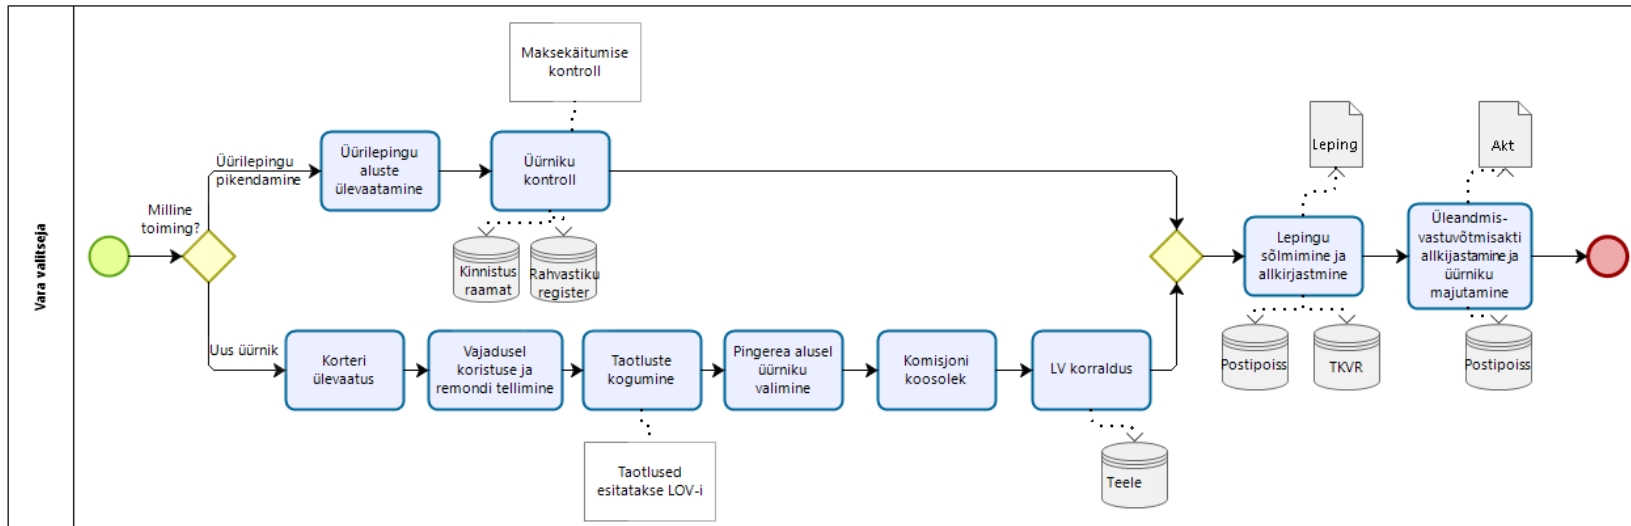 Vara valitseja
Milline
toiming?
Üürilepingu
pikendamine
Üürilepingu
aluste
ülevaatamine
Maksekäitumise
kontroll
Üürniku
kontroll
Kinnistus
raamat
Rahvastiku
register
Uus üürnik
Korteri
ülevaatus
Vajadusel
koristuse ja
remondi tellimine
Taotluste
kogumine
Taotlused
esitatakse LOV-i
Pingerea alusel
üürniku
valimine
Komisjoni
koosolek
LV korraldus
Teele
Leping
Lepingu
sõlmimine ja
allkirjastmine
Postipoiss
TKVR
Akt
Üleandmis-
vastuvõtmisakti
allkijastamine ja
üürniku
majutamine
Postipoiss